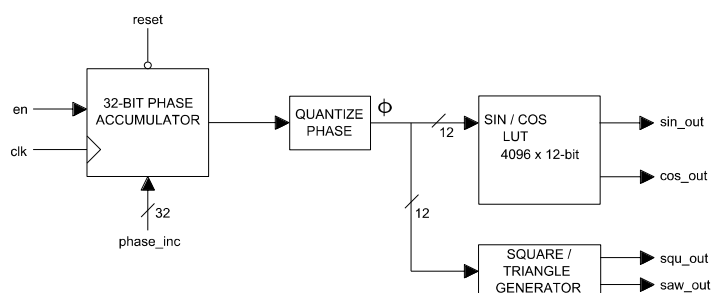 reset
32-BIT PHASE
ACCUMULATOR
en
clk
32
phase_inc
QUANTIZE
PHASE
Φ
12
12
SIN / COS
LUT
4096 x 12-bit
sin_out
cos_out
SQUARE /
TRIANGLE
GENERATOR
squ_out
saw_out